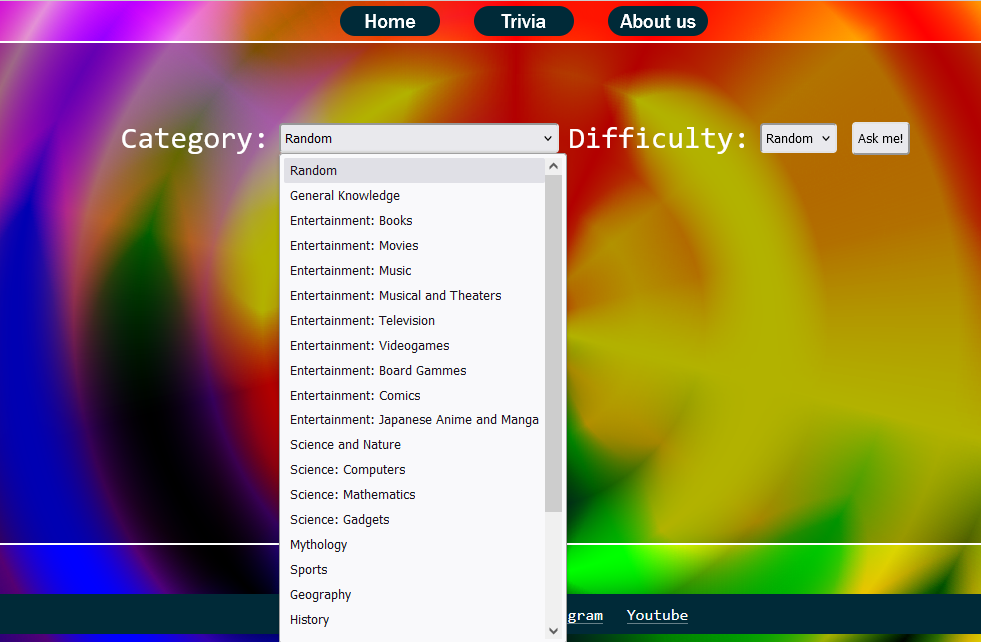 Home Trivia About us
Category: Random Difficulty: Random Ask me!
Random
General Knowledge
Entertainment: Books
Entertainment: Movies
Entertainment: Music
Entertainment: Musical and Theaters
Entertainment: Television
Entertainment: Videogames
Entertainment: Board Gammes
Entertainment: Comics
Entertainment: Japanese Anime and Manga
Science and Nature
Science: Computers
Science: Mathematics
Science: Gadgets
Mythology
Sports
Geography
History
gram Youtube